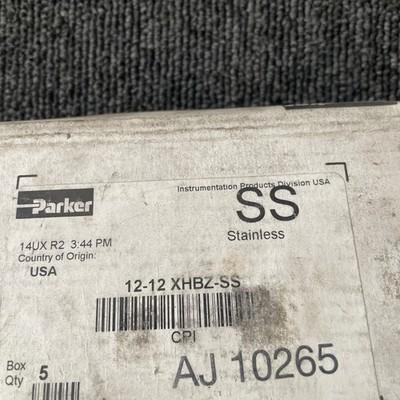 Parker
Instrumentation Products Division USA
SS
Stainless
14UX R2 3:44 PM
Country of Origin:
USA
12-12 XHBZ-SS
CPI
Box
Qty 5
AJ 10265